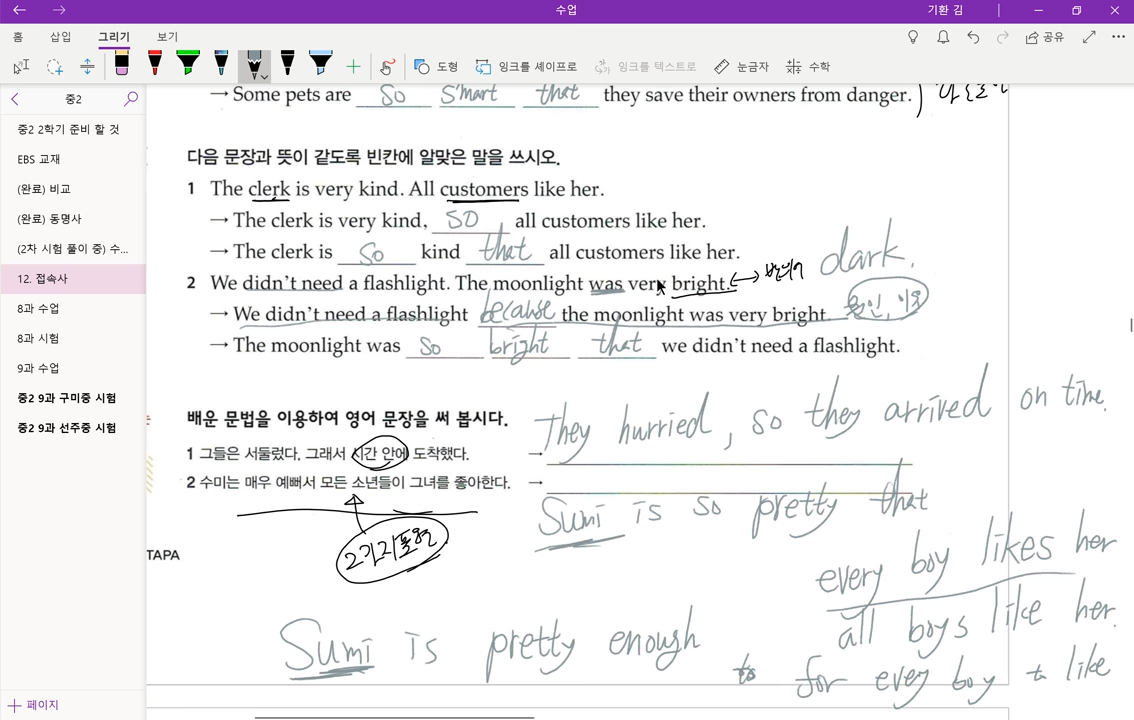 수업
기환 김
홈 삽입 그리기 보기
공유
도형 잉크를 셰이프로 잉크를 텍스트로 눈금자 수학
중2
중2 2학기 준비 할 것
EBS 교재
(완료) 비교
(완료) 동명사
(2차 시험 풀이 중) 수...
12. 접속사
8과 수업
8과 시험
9과 수업
중2 9과 구미중 시험
중2 9과 선주중 시험
페이지
→ Some pets are so smart that they save their owners from danger.
다음 문장과 뜻이 같도록 빈칸에 알맞은 말을 쓰시오.
1 The clerk is very kind. All customers like her.
→ The clerk is very kind, so all customers like her.
→ The clerk is so kind that all customers like her.
dark.
2 We didn't need a flashlight. The moonlight was very bright. 반의어
→ We didn't need a flashlight because the moonlight was very bright. 원인, 이유
→ The moonlight was so bright that we didn't need a flashlight.
배운 문법을 이용하여 영어 문장을 써 봅시다.
They hurried, so they arrived on time.
1 그들은 서둘렀다, 그래서 시간 안에 도착했다. →
2 수미는 매우 예뻐서 모든 소년들이 그녀를 좋아한다. →
Sumi is so pretty that
every boy likes her
all boys like her.
2가지 표현
TAPA
Sumi is pretty enough
for every boy to like